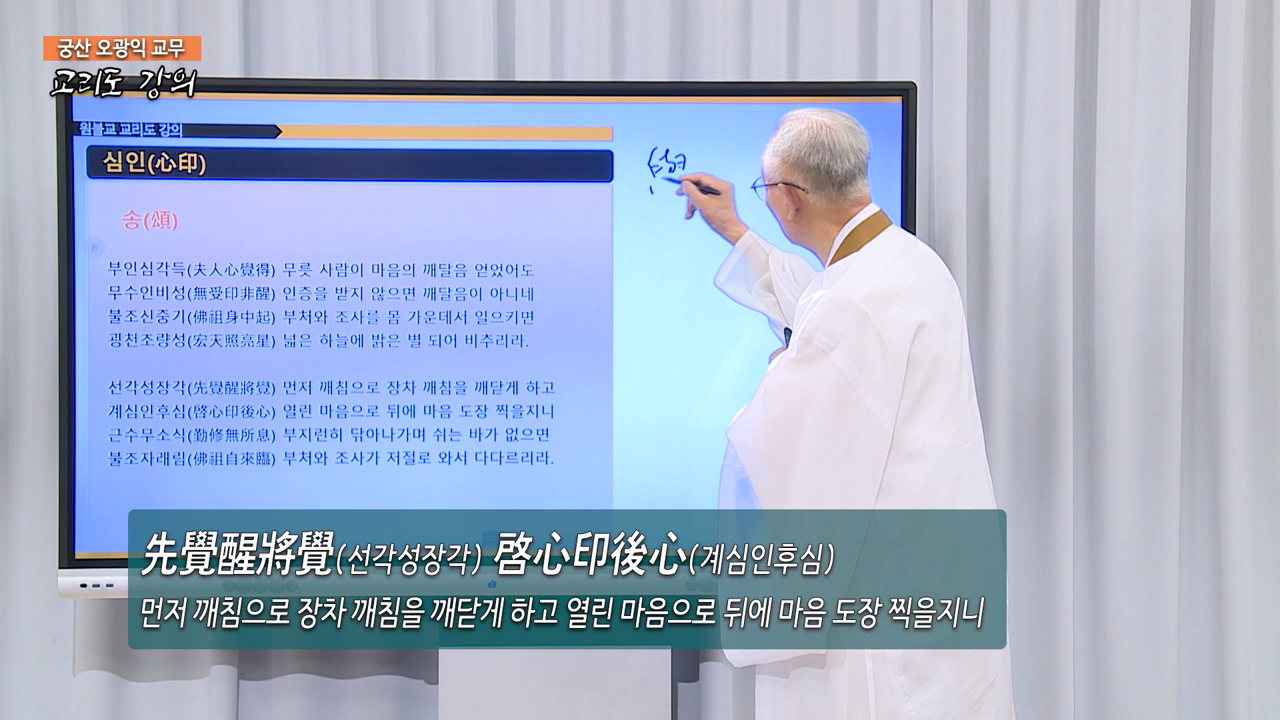 궁산 오광익 교무
교리도 강의
원불교 교리도 강의
심인(心印)
송(頌)
부인심각득(夫人心覺得) 무릇 사람이 마음의 깨달음 얻었어도
무수인비성(無受印非醒) 인증을 받지 않으면 깨달음이 아니네
불조신중기(佛祖身中起) 부처와 조사를 몸 가운데서 일으키면
굉천조량성(宏天照亮星) 넓은 하늘에 밝은 별 되어 비추리라.
선각성장각(先覺醒將覺) 먼저 깨침으로 장차 깨침을 깨닫게 하고
계심인후심(啓心印後心) 열린 마음으로 뒤에 마음 도장 찍을지니
근수무소식(勤修無所息) 부지런히 닦아나가며 쉬는 바가 없으면
불조자래림(佛祖自來臨) 부처와 조사가 저절로 와서 다다르리라.
先覺醒將覺(선각성장각) 啓心印後心(계심인후심)
먼저 깨침으로 장차 깨침을 깨닫게 하고 열린 마음으로 뒤에 마음 도장 찍을지니